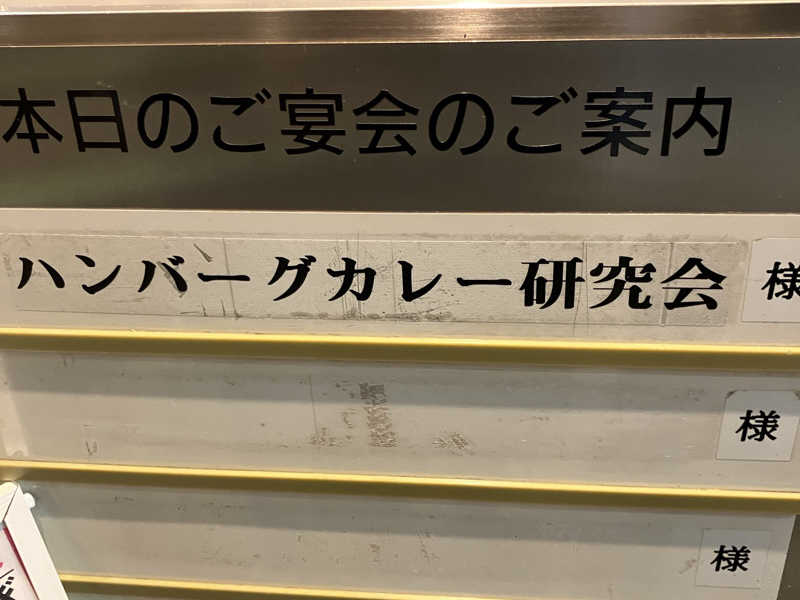 本日のご宴会のご案内
ハンバーグカレー研究会 様
様
様